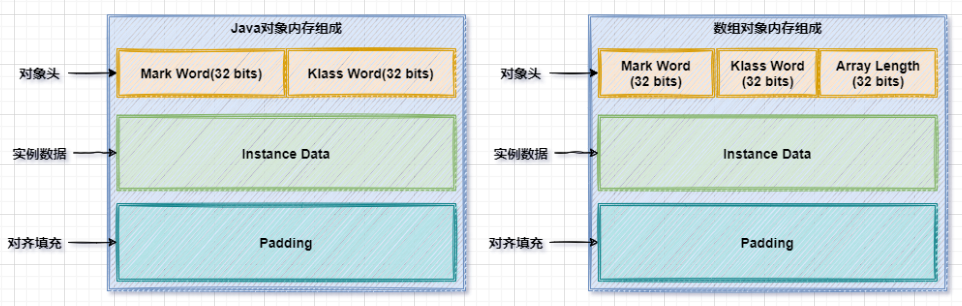 Java对象内存组成
对象头
Mark Word(32 bits)
Klass Word(32 bits)
实例数据
Instance Data
对齐填充
Padding
数组对象内存组成
对象头
Mark Word
(32 bits)
Klass Word
(32 bits)
Array Length
(32 bits)
实例数据
Instance Data
对齐填充
Padding